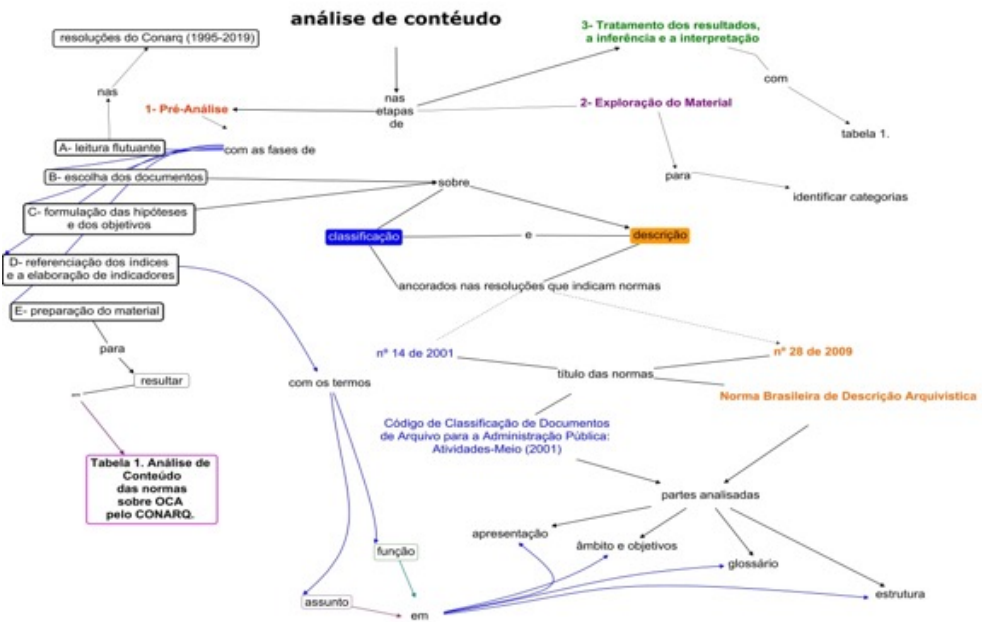 análise de contéudo
resoluções do Conarq (1995-2019)
3- Tratamento dos resultados,
a inferência e a interpretação
nas
nas
etapas
de
com
1- Pré-Análise
2- Exploração do Material
tabela 1.
A- leitura flutuante
com as fases de
B- escolha dos documentos
sobre
para
identificar categorias
C- formulação das hipóteses
e dos objetivos
classificação
e
descrição
D- referenciação dos índices
e a elaboração de indicadores
ancorados nas resoluções que indicam normas
E- preparação do material
para
nº 14 de 2001
nº 28 de 2009
resultar
com os termos
título das normas
Norma Brasileira de Descrição Arquivística
Código de Classificação de Documentos
de Arquivo para a Administração Pública:
Atividades-Meio (2001)
Tabela 1. Análise de
Conteúdo
das normas
sobre OCA
pelo CONARQ.
partes analisadas
apresentação
âmbito e objetivos
função
glossário
estrutura
assunto
em